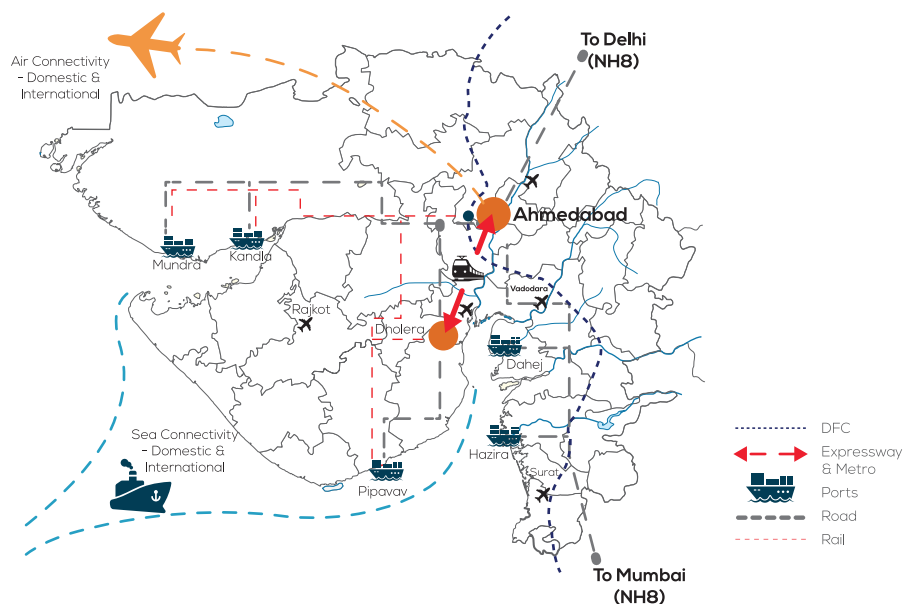 To Delhi
(NH8)
Air Connectivity
- Domestic &
International
Ahmedabad
Mundra
Kandla
Vadodara
Rajkot
Dholera
Dahej
Sea Connectivity
- Domestic &
International
Hazira
Surat
Pipavav
To Mumbai
(NH8)
DFC
Expressway
& Metro
Ports
Road
Rail